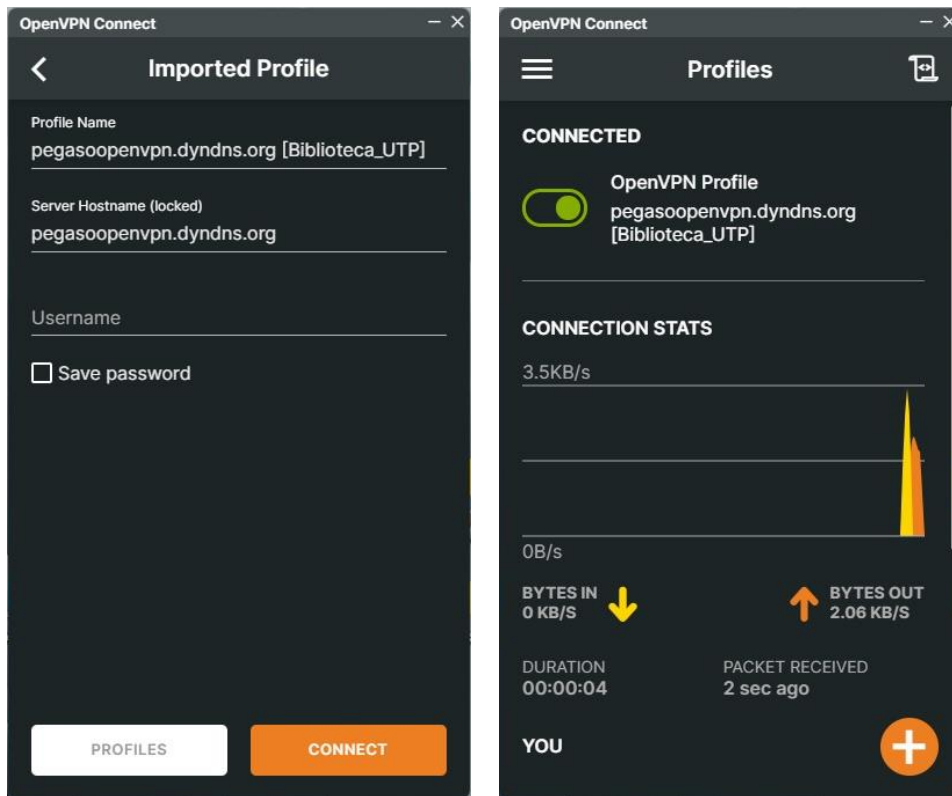 OpenVPN Connect
Imported Profile
Profile Name
pegasoopenvpn.dyndns.org [Biblioteca_UTP]
Server Hostname (locked)
pegasoopenvpn.dyndns.org
Username
Save password
PROFILES
CONNECT
OpenVPN Connect
Profiles
CONNECTED
OpenVPN Profile
pegasoopenvpn.dyndns.org
[Biblioteca_UTP]
CONNECTION STATS
3.5KB/s
0B/s
BYTES IN
0 KB/S
BYTES OUT
2.06 KB/S
DURATION
00:00:04
PACKET RECEIVED
2 sec ago
YOU